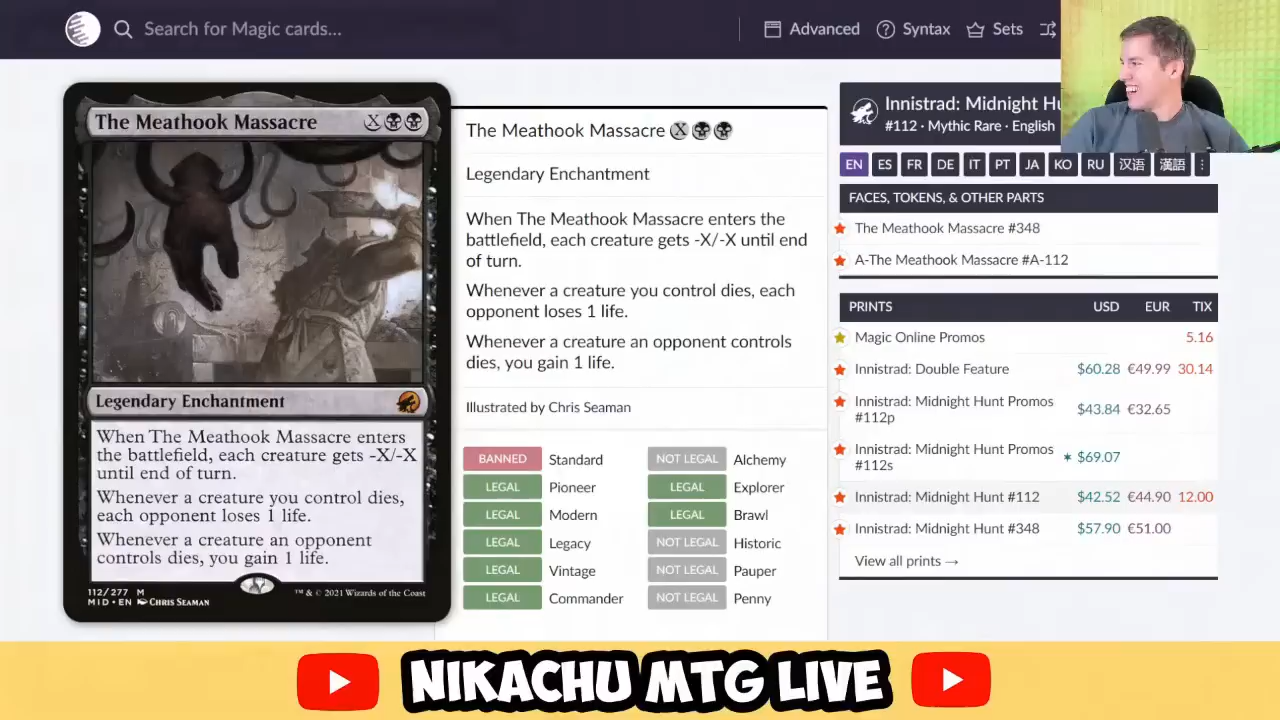 Search for Magic cards...
Advanced
Syntax
Sets
The Meathook Massacre X
Legendary Enchantment
When The Meathook Massacre enters
the battlefield, each creature gets -X/-X
until end of turn.
Whenever a creature you control dies,
each opponent loses 1 life.
Whenever a creature an opponent
controls dies, you gain 1 life.
112/277 M
MID • EN CHRIS SEAMAN
™ & © 2021 Wizards of the Coast
The Meathook Massacre X
Legendary Enchantment
When The Meathook Massacre enters the
battlefield, each creature gets -X/-X until end
of turn.
Whenever a creature you control dies, each
opponent loses 1 life.
Whenever a creature an opponent controls
dies, you gain 1 life.
Illustrated by Chris Seaman
BANNED Standard NOT LEGAL Alchemy
LEGAL Pioneer LEGAL Explorer
LEGAL Modern LEGAL Brawl
LEGAL Legacy NOT LEGAL Historic
LEGAL Vintage NOT LEGAL Pauper
LEGAL Commander NOT LEGAL Penny
Innistrad: Midnight Hu
#112 · Mythic Rare · English
EN ES FR DE IT PT JA KO RU 汉语 漢語
FACES, TOKENS, & OTHER PARTS
The Meathook Massacre #348
A-The Meathook Massacre #A-112
PRINTS USD EUR TIX
Magic Online Promos 5.16
Innistrad: Double Feature $60.28 €49.99 30.14
Innistrad: Midnight Hunt Promos
#112p $43.84 €32.65
Innistrad: Midnight Hunt Promos
#112s ✶ $69.07
Innistrad: Midnight Hunt #112 $42.52 €44.90 12.00
Innistrad: Midnight Hunt #348 $57.90 €51.00
View all prints →
NIKACHU MTG LIVE